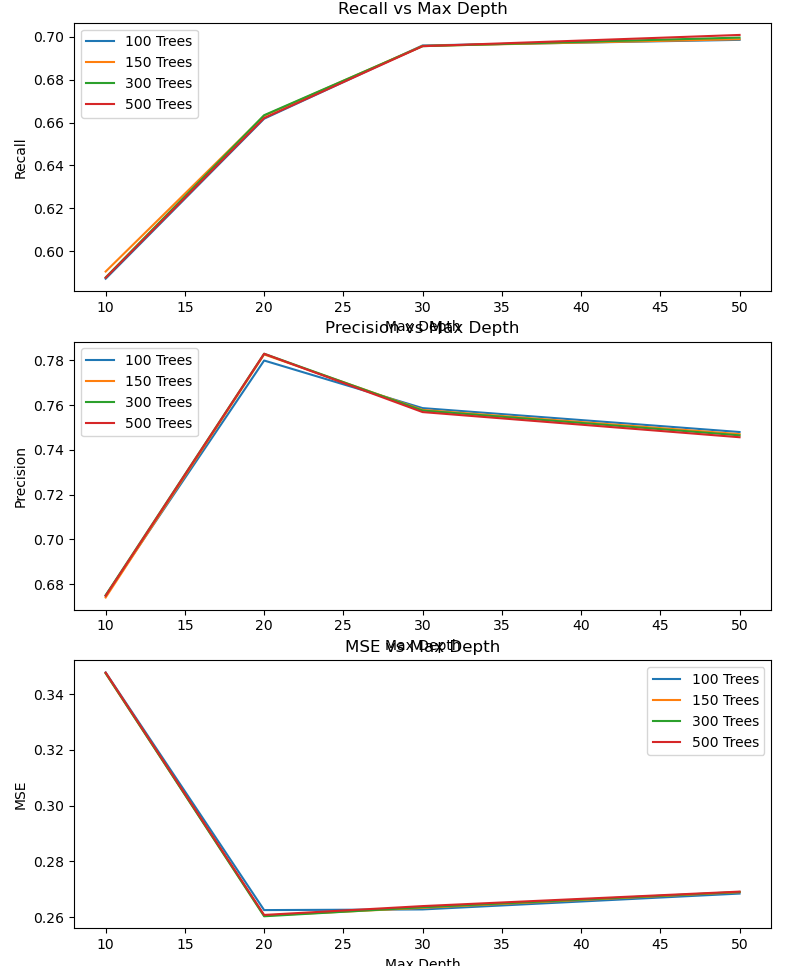 Recall vs Max Depth
0.70
0.68
0.66
0.64
0.62
0.60
Recall
100 Trees
150 Trees
300 Trees
500 Trees
10 15 20 25 30 35 40 45 50
Max Depth
Precision vs Max Depth
0.78
0.76
0.74
0.72
0.70
0.68
Precision
100 Trees
150 Trees
300 Trees
500 Trees
10 15 20 25 30 35 40 45 50
Max Depth
MSE vs Max Depth
0.34
0.32
0.30
0.28
0.26
MSE
100 Trees
150 Trees
300 Trees
500 Trees
10 15 20 25 30 35 40 45 50
Max Depth